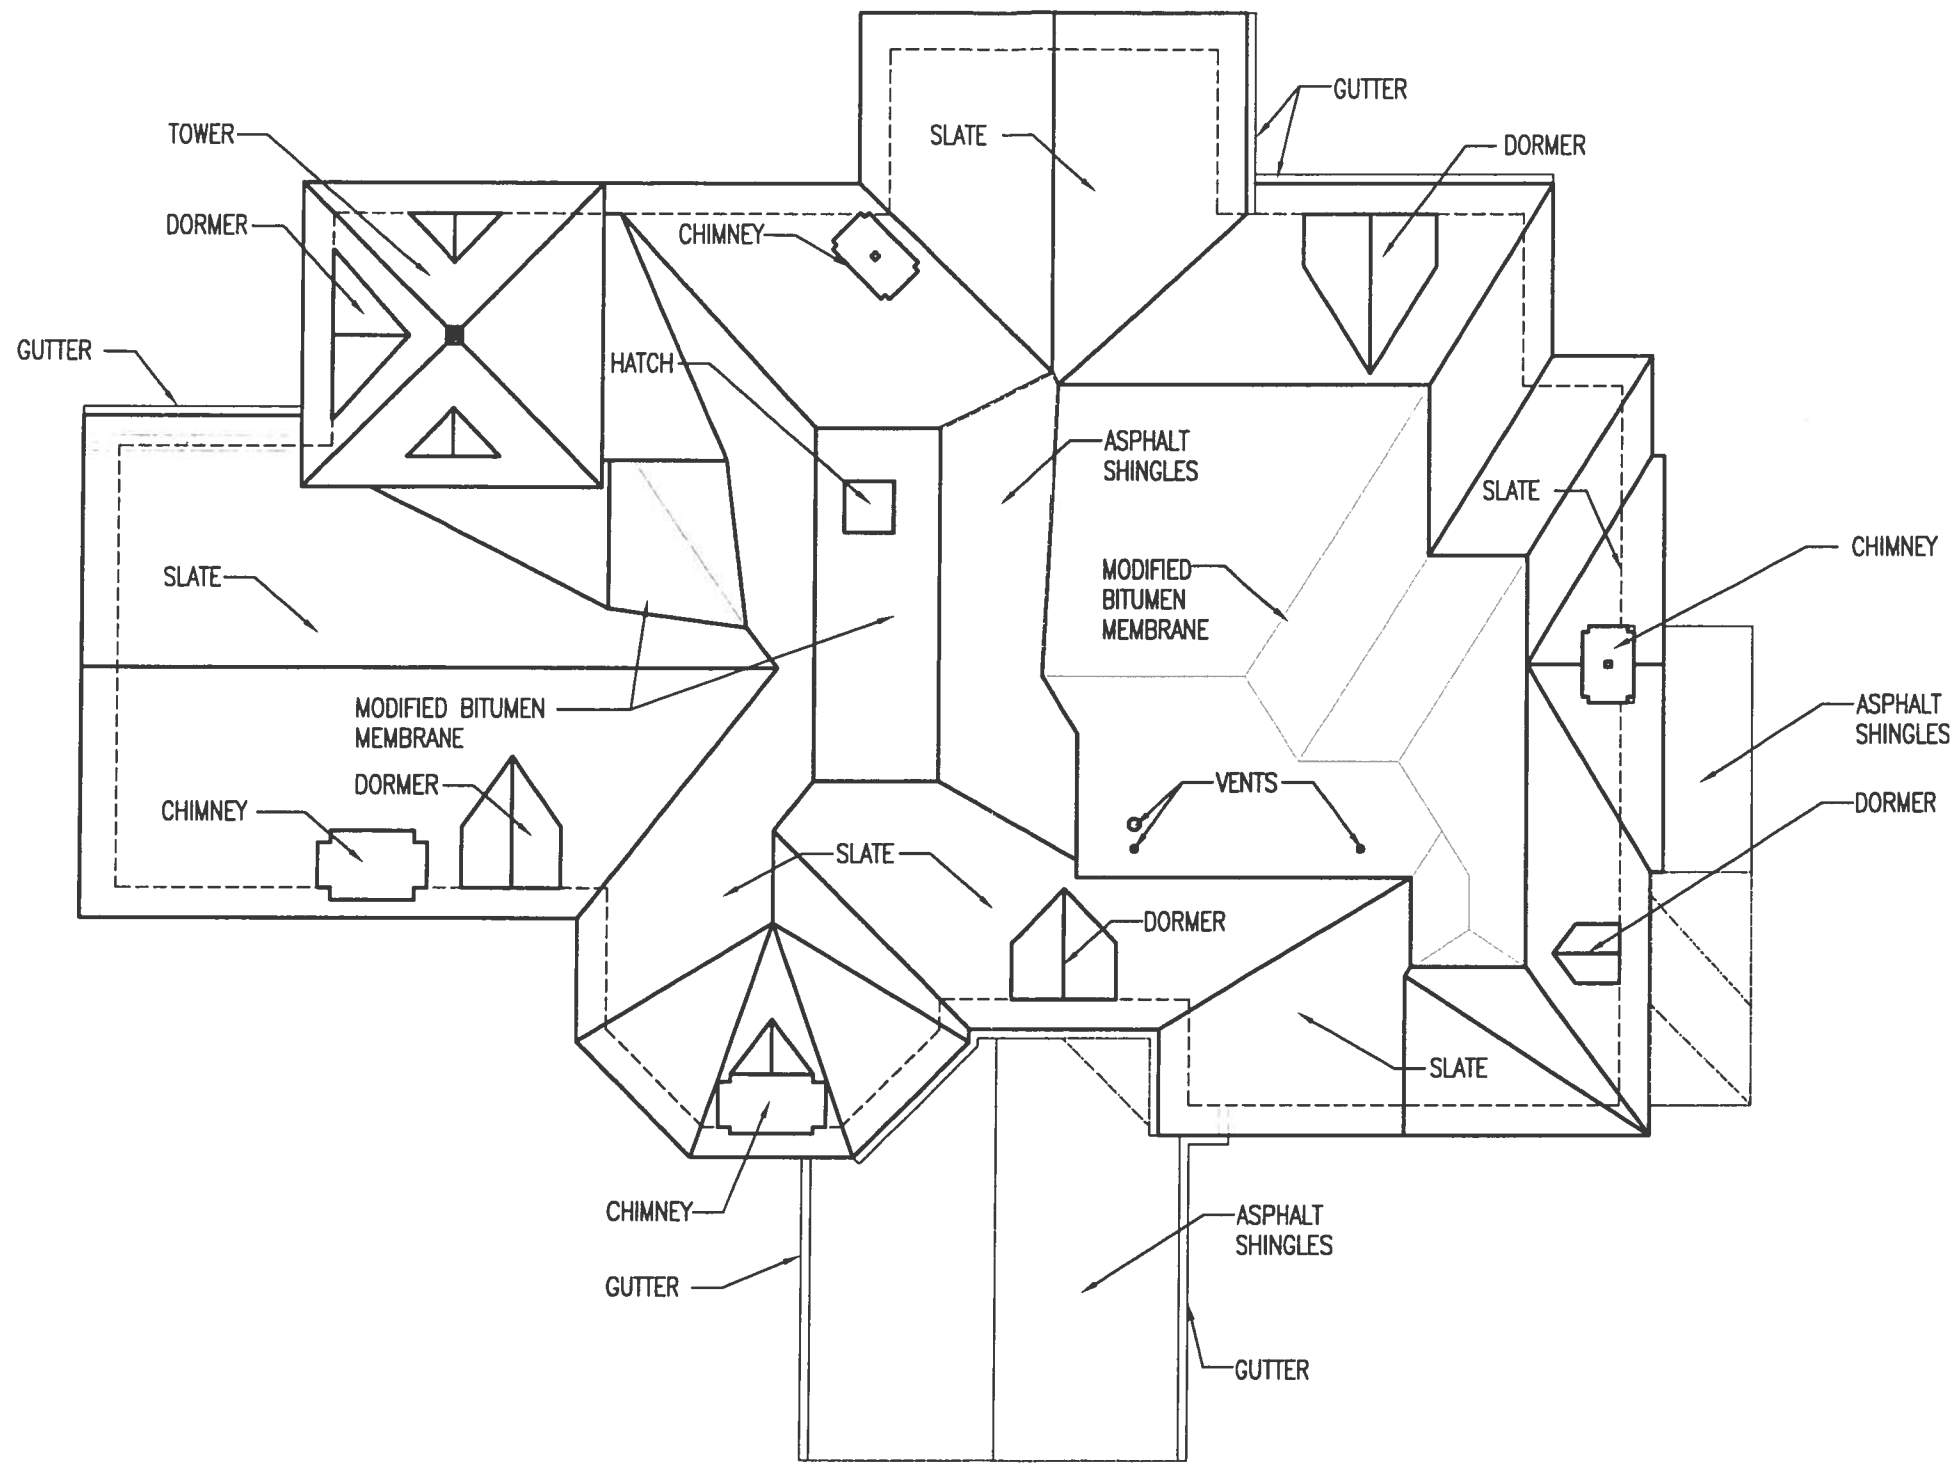 GUTTER
TOWER
SLATE
DORMER
DORMER
CHIMNEY
GUTTER
HATCH
ASPHALT
SHINGLES
SLATE
CHIMNEY
SLATE
MODIFIED
BITUMEN
MEMBRANE
MODIFIED BITUMEN
MEMBRANE
ASPHALT
SHINGLES
DORMER
VENTS
CHIMNEY
DORMER
SLATE
DORMER
SLATE
CHIMNEY
ASPHALT
SHINGLES
GUTTER
GUTTER